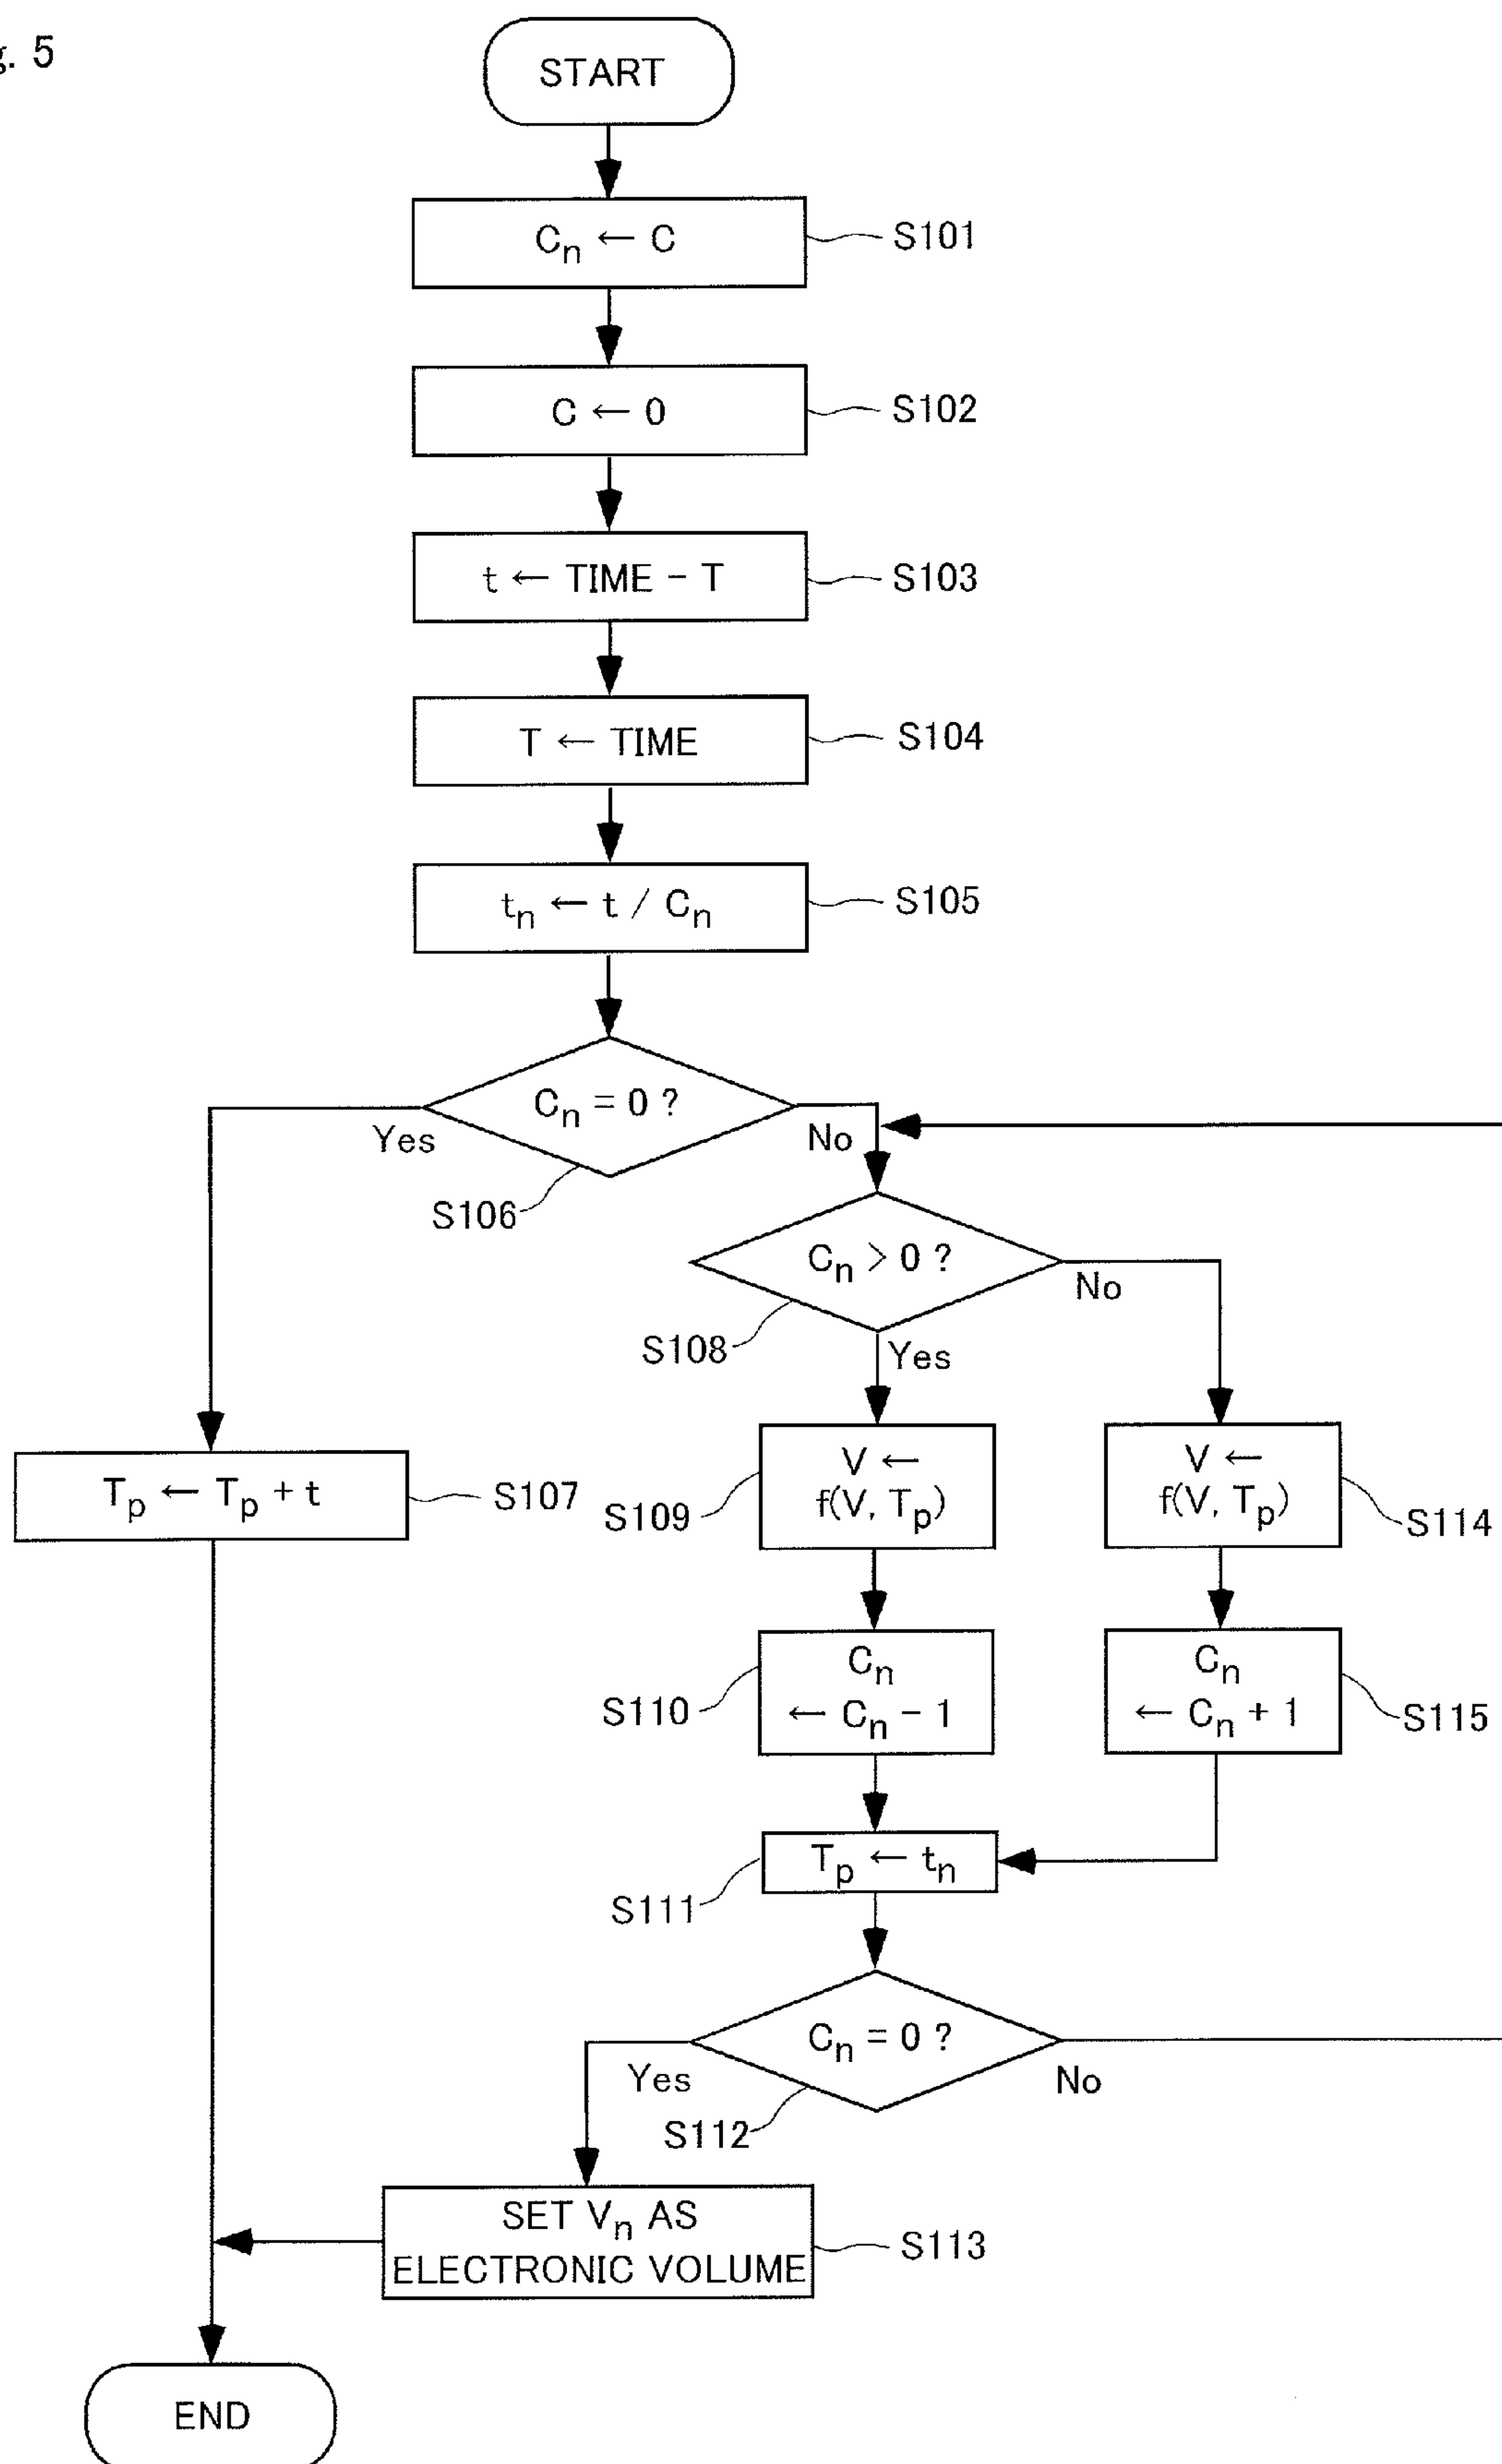 g. 5
START
Cn ← C
S101
C ← 0
S102
t ← TIME - T
S103
T ← TIME
S104
tn ← t / Cn
S105
Cn = 0 ?
Yes
No
S106
Cn > 0 ?
No
S108
Yes
Tp ← Tp + t
S107
V ←
f(V, Tp)
S109
V ←
f(V, Tp)
S114
Cn
← Cn - 1
S110
Cn
← Cn + 1
S115
Tp ← tn
S111
Cn = 0 ?
Yes
No
S112
SET Vn AS
ELECTRONIC VOLUME
S113
END